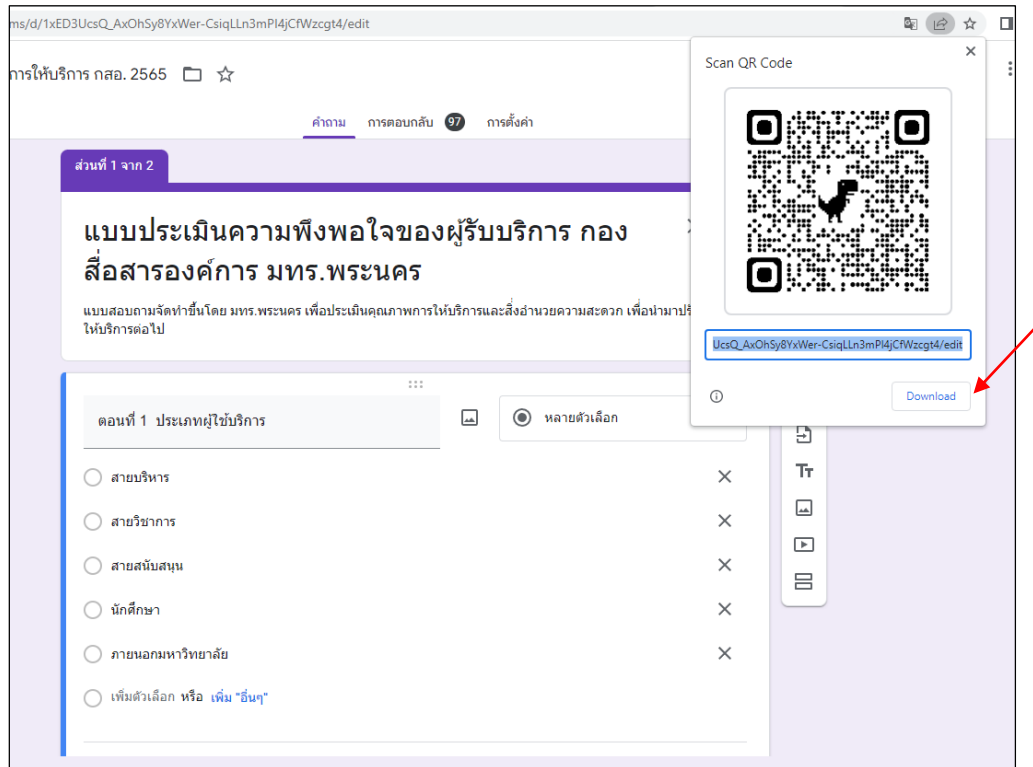 ms/d/1xED3UcsQ_AxOhSy8YxWer-CsiqLLn3mPI4jCfWzcgt4/edit
การให้บริการ กสอ. 2565
Scan QR Code
คำถาม การตอบกลับ 97 การตั้งค่า
ส่วนที่ 1 จาก 2
แบบประเมินความพึงพอใจของผู้รับบริการ กอง
สื่อสารองค์การ มทร.พระนคร
แบบสอบถามจัดทำขึ้นโดย มทร.พระนคร เพื่อประเมินคุณภาพการให้บริการและสิ่งอำนวยความสะดวก เพื่อนำมาปรั
ให้บริการต่อไป
UcsQ_AxOhSy8YxWer-CsiqLLn3mPI4jCfWzcgt4/edit
Download
ตอนที่ 1 ประเภทผู้ใช้บริการ
หลายตัวเลือก
สายบริหาร
สายวิชาการ
สายสนับสนุน
นักศึกษา
ภายนอกมหาวิทยาลัย
เพิ่มตัวเลือก หรือ เพิ่ม "อื่นๆ"